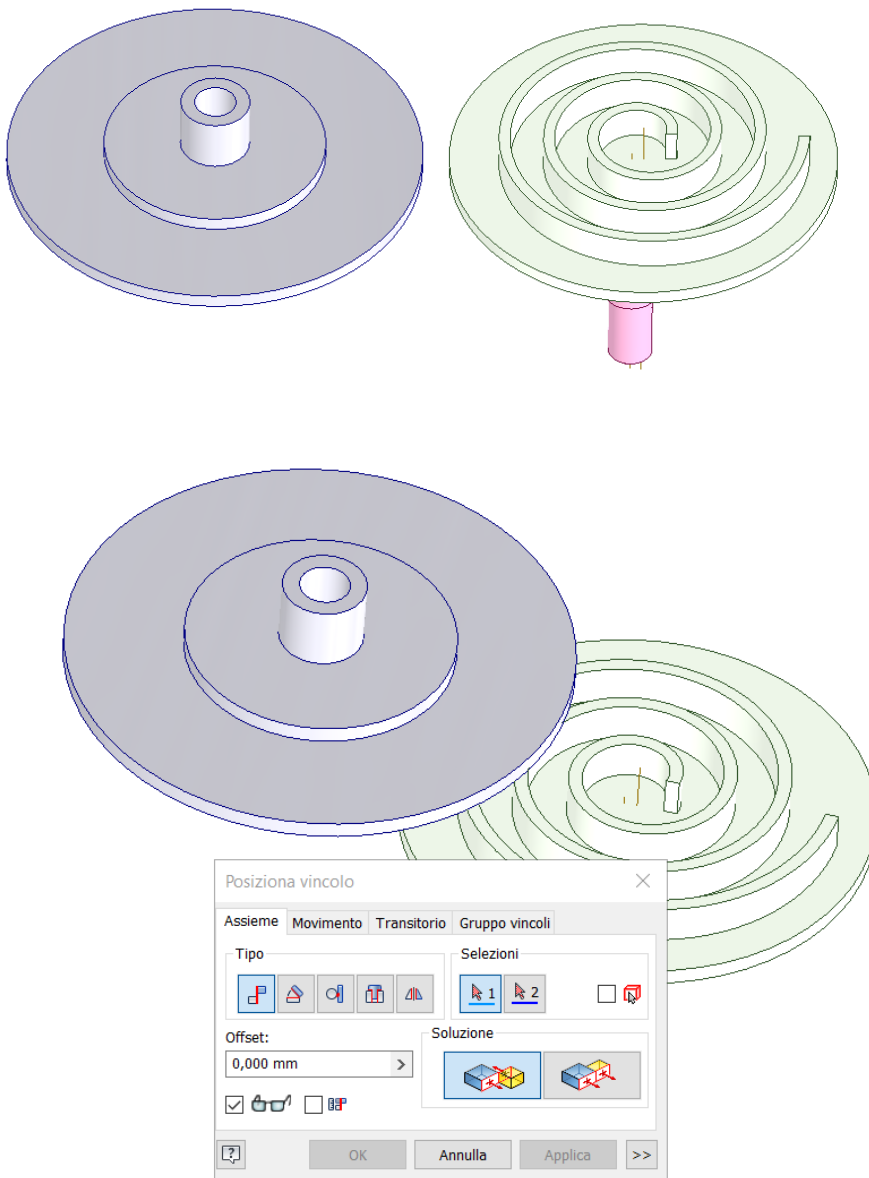 Posiziona vincolo
Assieme Movimento Transitorio Gruppo vincoli
Tipo Selezioni
1 2
Offset: Soluzione
0,000 mm >
? OK Annulla Applica >>